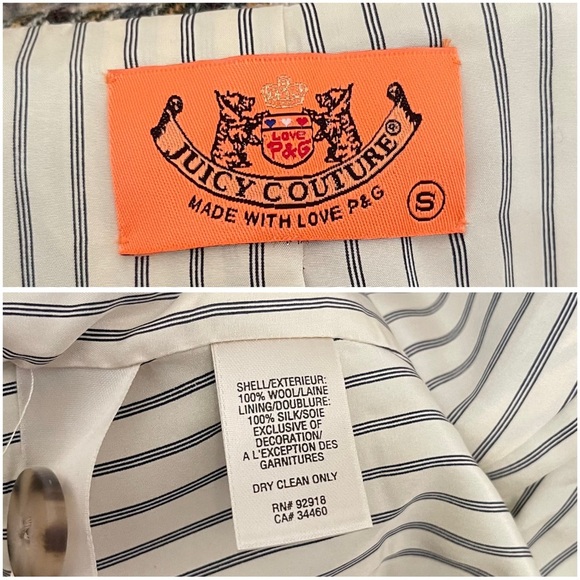 LOVE
P&G
JUICY COUTURE®
MADE WITH LOVE P&G
S
SHELL/EXTERIEUR:
100% WOOL/LAINE
LINING/DOUBLURE:
100% SILK/SOIE
EXCLUSIVE OF
DECORATION/
A L'EXCEPTION DES
GARNITURES
DRY CLEAN ONLY
RN# 92918
CA# 34460